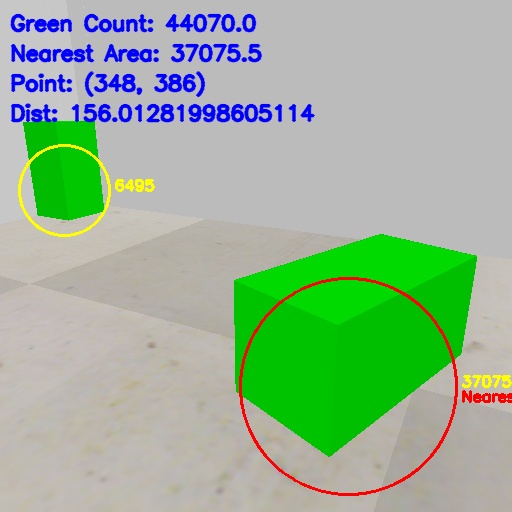 Green Count: 44070.0
Nearest Area: 37075.5
Point: (348, 386)
Dist: 156.01281998605114
6495
37075
Neares